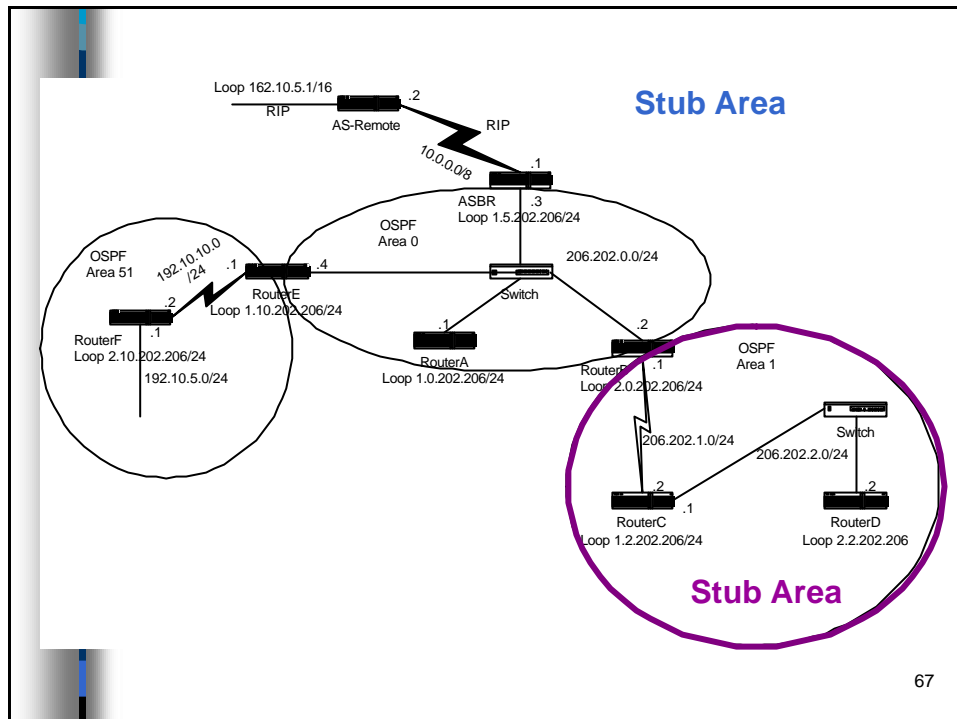 Stub Area
Loop 162.10.5.1/16
RIP
.2
AS-Remote
RIP
10.0.0.0/8
.1
ASBR
.3
Loop 1.5.202.206/24
OSPF
Area 0
206.202.0.0/24
OSPF
Area 51
192.10.10.0
/24
.1
.4
RouterE
Loop 1.10.202.206/24
Switch
.2
.1
RouterF
Loop 2.10.202.206/24
192.10.5.0/24
.1
RouterA
Loop 1.0.202.206/24
.2
.1
Loop 2.0.202.206/24
OSPF
Area 1
Switch
206.202.1.0/24
206.202.2.0/24
.2
.1
RouterC
Loop 1.2.202.206/24
.2
RouterD
Loop 2.2.202.206
Stub Area
67